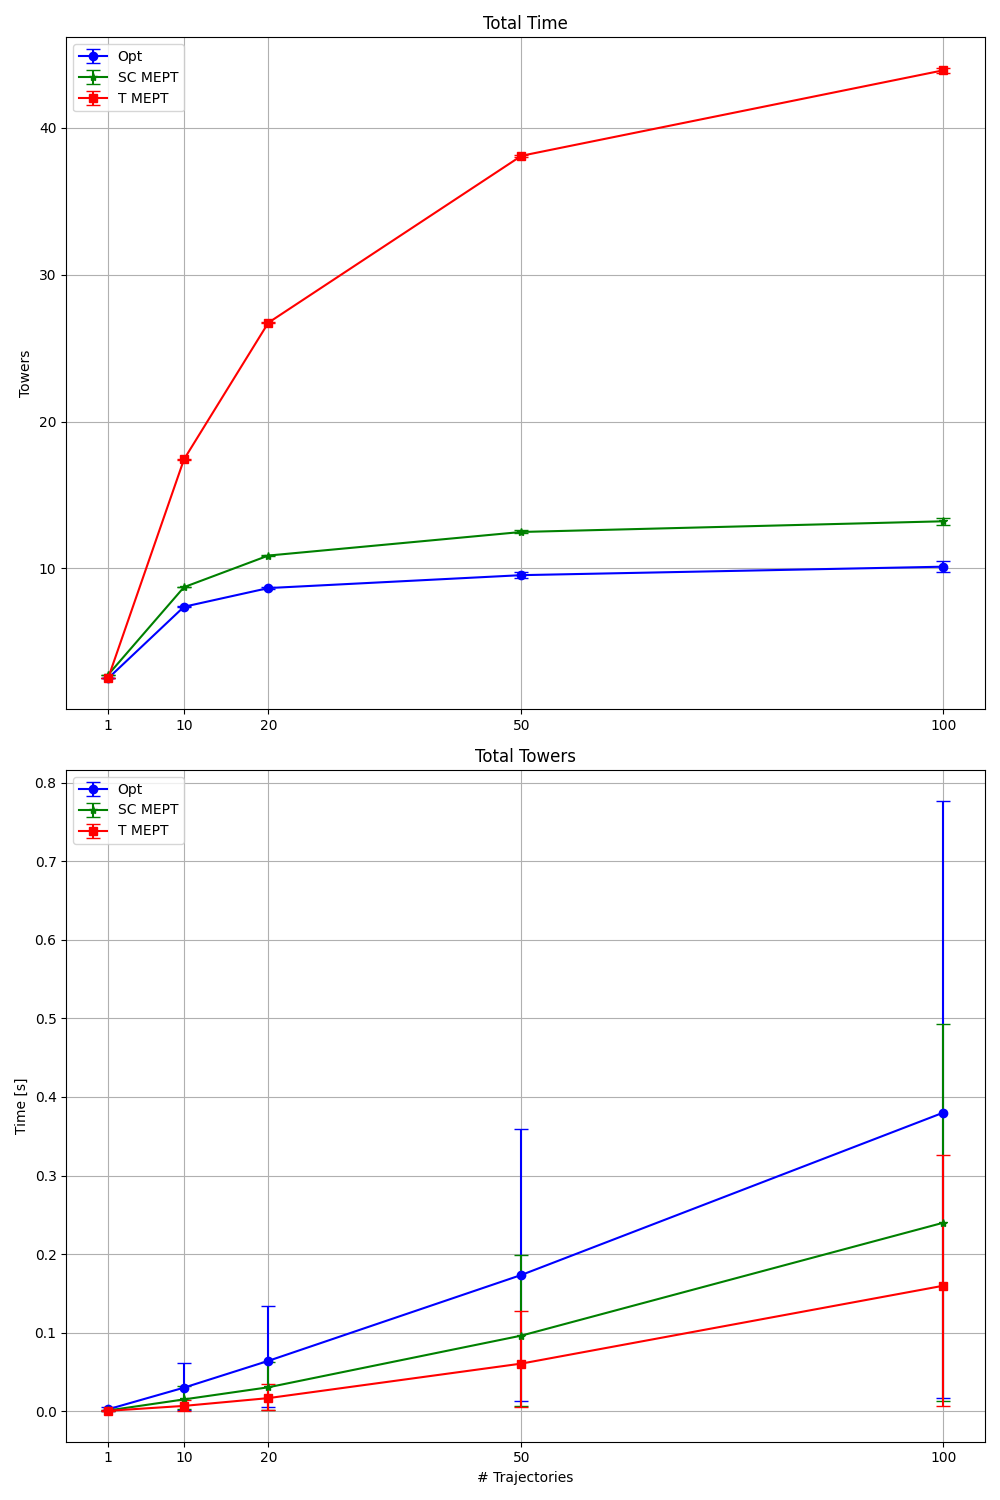 Total Time
Opt
SC MEPT
T MEPT
Towers
40
30
20
10
1 10 20 50 100
Total Towers
Opt
SC MEPT
T MEPT
Time [s]
0.8
0.7
0.6
0.5
0.4
0.3
0.2
0.1
0.0
1 10 20 50 100
# Trajectories